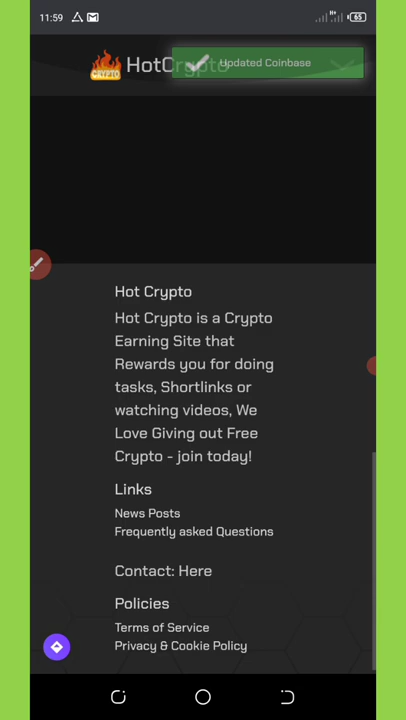 11:59
65
CRYPTO
HotCrypto
Updated Coinbase
Hot Crypto
Hot Crypto is a Crypto
Earning Site that
Rewards you for doing
tasks, Shortlinks or
watching videos, We
Love Giving out Free
Crypto - join today!
Links
News Posts
Frequently asked Questions
Contact: Here
Policies
Terms of Service
Privacy & Cookie Policy